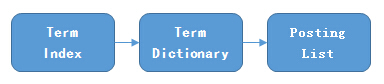 Term
Index
Term
Dictionary
Posting
List